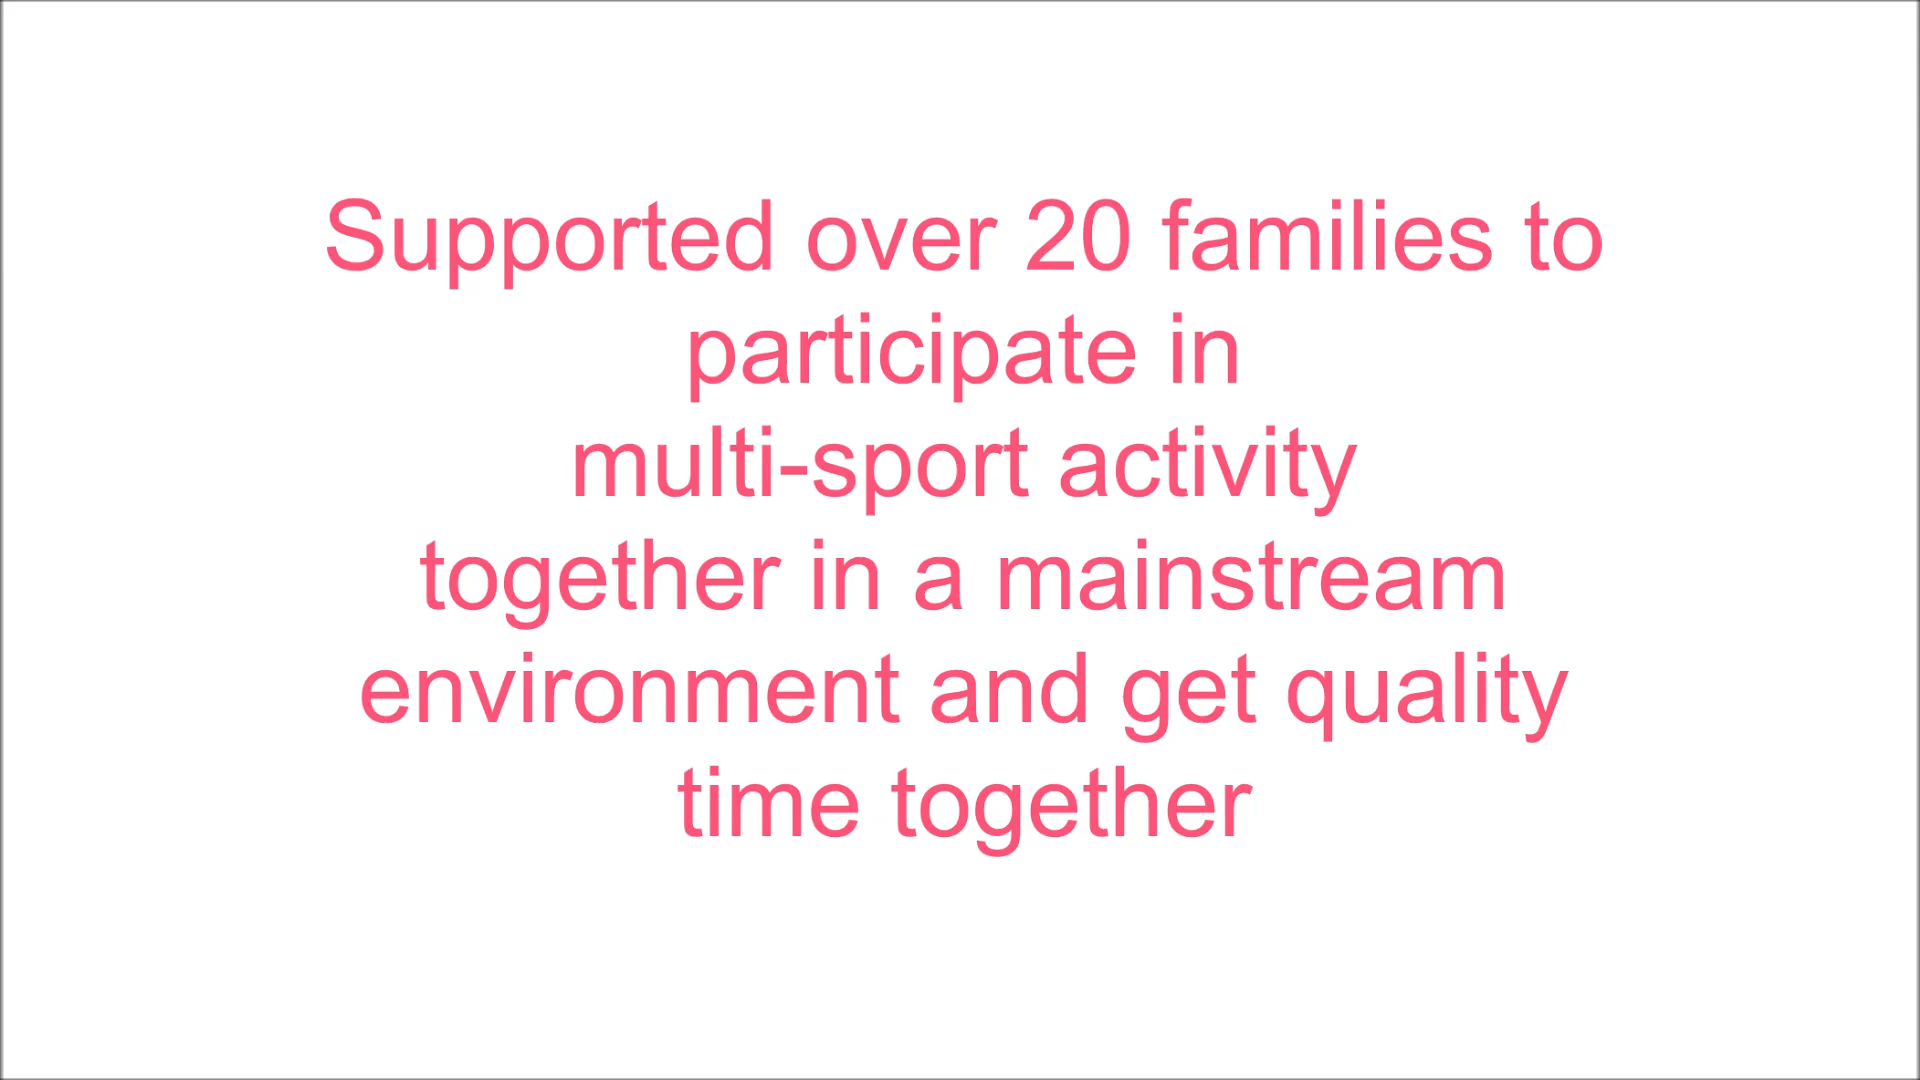 Supported over 20 families to
participate in
multi-sport activity
together in a mainstream
environment and get quality
time together